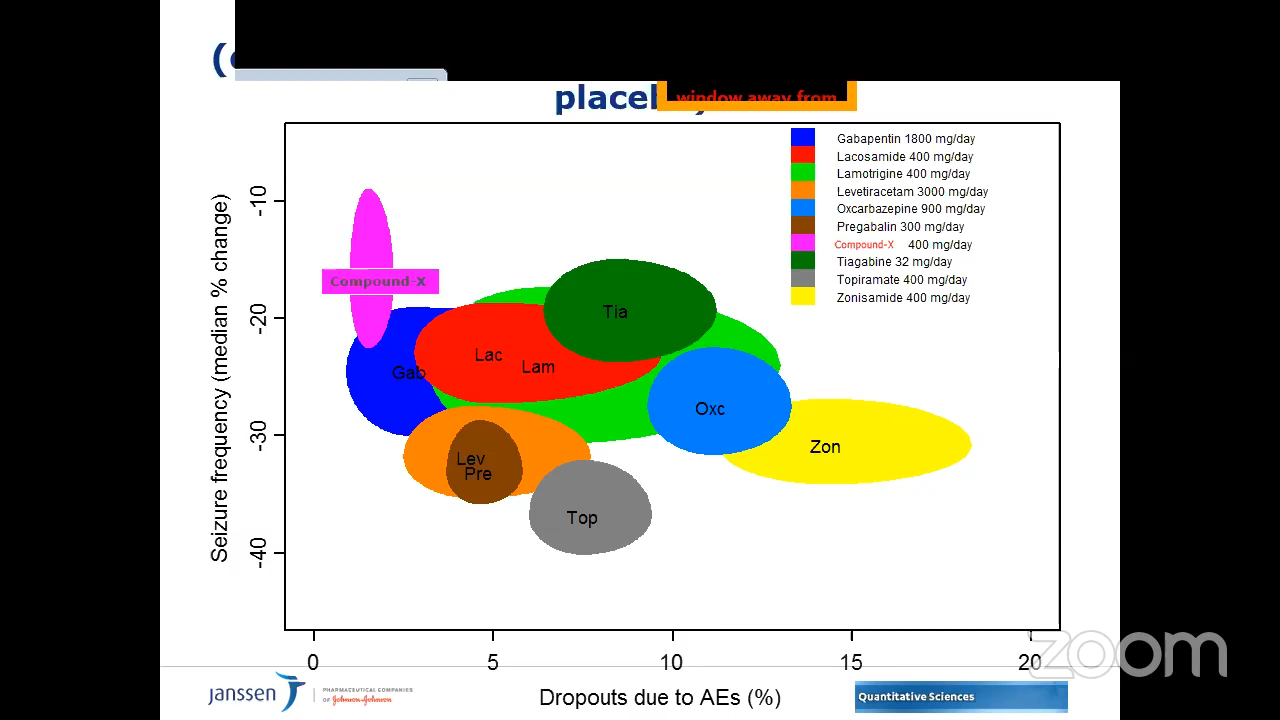 placeb
window away from
Gabapentin 1800 mg/day
Lacosamide 400 mg/day
Lamotrigine 400 mg/day
Levetiracetam 3000 mg/day
Oxcarbazepine 900 mg/day
Pregabalin 300 mg/day
Compound-X 400 mg/day
Tiagabine 32 mg/day
Topiramate 400 mg/day
Zonisamide 400 mg/day
Seizure frequency (median % change)
-10
-20
-30
-40
Compound-X
Tia
Lac
Lam
Gab
Oxc
Zon
Lev
Pre
Top
0
5
10
15
20
Dropouts due to AEs (%)
zoom
janssen
PHARMACEUTICAL COMPANIES
OF Johnson-Johnson
Quantitative Sciences